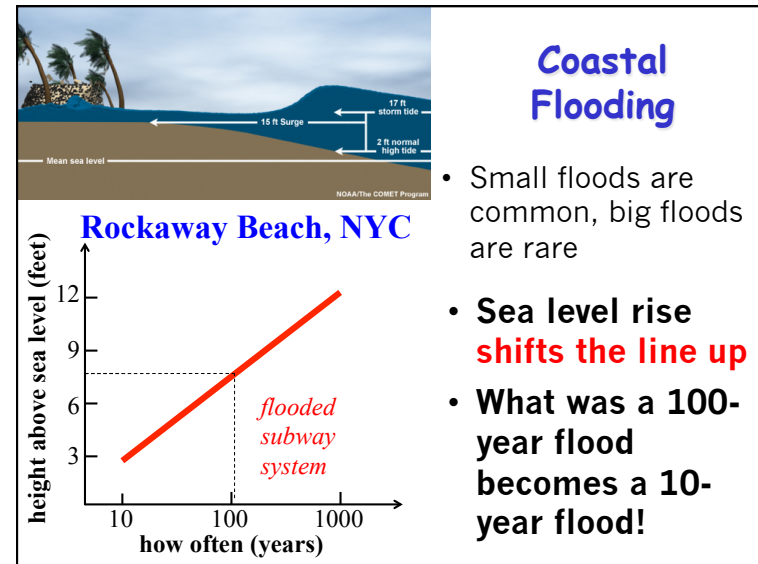 17 ft
storm tide
15 ft Surge
2 ft normal
high tide
Mean sea level
NOAA/The COMET Program
Rockaway Beach, NYC
height above sea level (feet)
12
9
6
3
flooded
subway
system
10 100 1000
how often (years)
Coastal
Flooding
• Small floods are
common, big floods
are rare
• Sea level rise
shifts the line up
• What was a 100-
year flood
becomes a 10-
year flood!